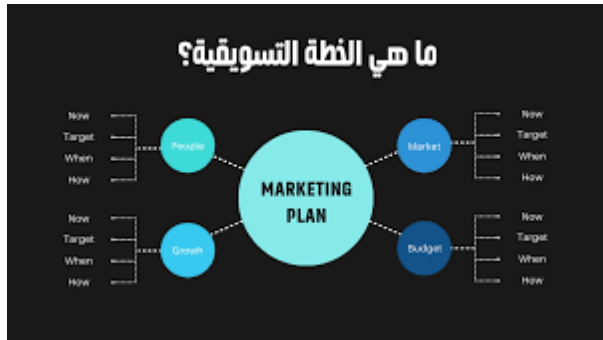 ما هي الخطة التسويقية؟
Now
Target
When
How
People
Now
Target
When
How
Growth
MARKETING
PLAN
Market
Now
Target
When
How
Budget
Now
Target
When
How